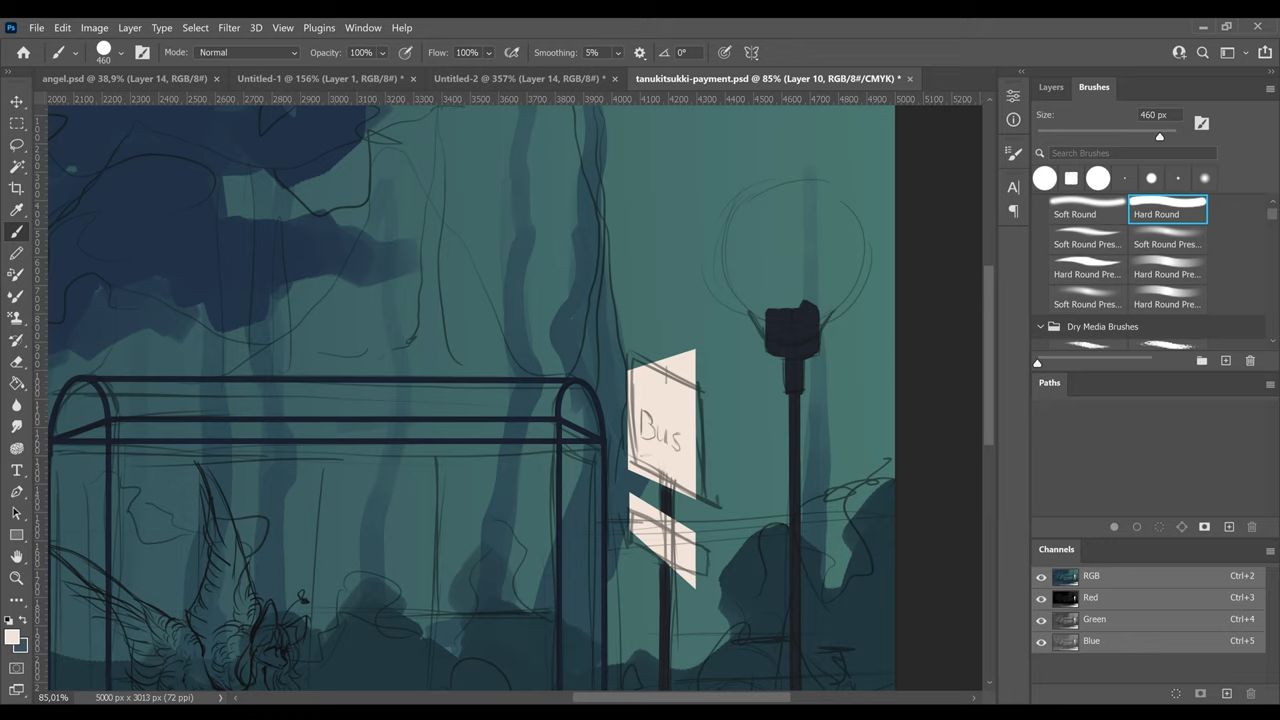 Ps File Edit Image Layer Type Select Filter 3D View Plugins Window Help
460 Mode: Normal Opacity: 100% Flow: 100% Smoothing: 5% 0°
angel.psd @ 38,9% (Layer 14, RGB/8#) × Untitled-1 @ 156% (Layer 1, RGB/8#) * × Untitled-2 @ 357% (Layer 14, RGB/8#) * × tanukitsukki-payment.psd @ 85% (Layer 10, RGB/8#/CMYK) * ×
2000 2100 2200 2300 2400 2500 2600 2700 2800 2900 3000 3100 3200 3300 3400 3500 3600 3700 3800 3900 4000 4100 4200 4300 4400 4500 4600 4700 4800 4900 5000 5100 5200
Layers Brushes
Size: 460 px
Search Brushes
Soft Round Hard Round
Soft Round Pres... Soft Round Pres...
Hard Round Pre... Hard Round Pre...
Soft Round Pres... Hard Round Pre...
Dry Media Brushes
Paths
Bus
Channels
RGB Ctrl+2
Red Ctrl+3
Green Ctrl+4
Blue Ctrl+5
85,01% 5000 px x 3013 px (72 ppi)